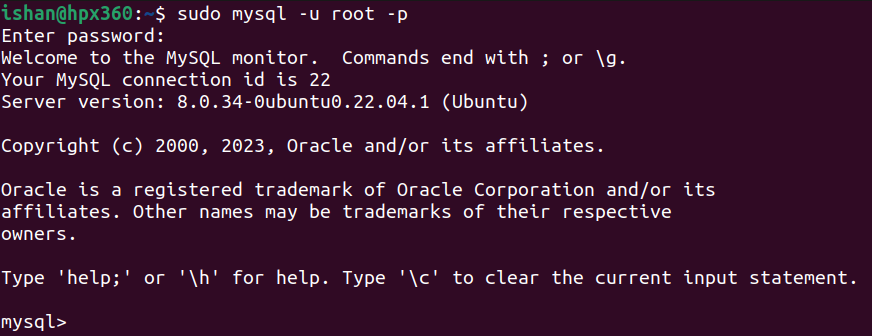 ishan@hpx360:~$ sudo mysql -u root -p
Enter password:
Welcome to the MySQL monitor.  Commands end with ; or \g.
Your MySQL connection id is 22
Server version: 8.0.34-0ubuntu0.22.04.1 (Ubuntu)

Copyright (c) 2000, 2023, Oracle and/or its affiliates.

Oracle is a registered trademark of Oracle Corporation and/or its
affiliates. Other names may be trademarks of their respective
owners.

Type 'help;' or '\h' for help. Type '\c' to clear the current input statement.

mysql>